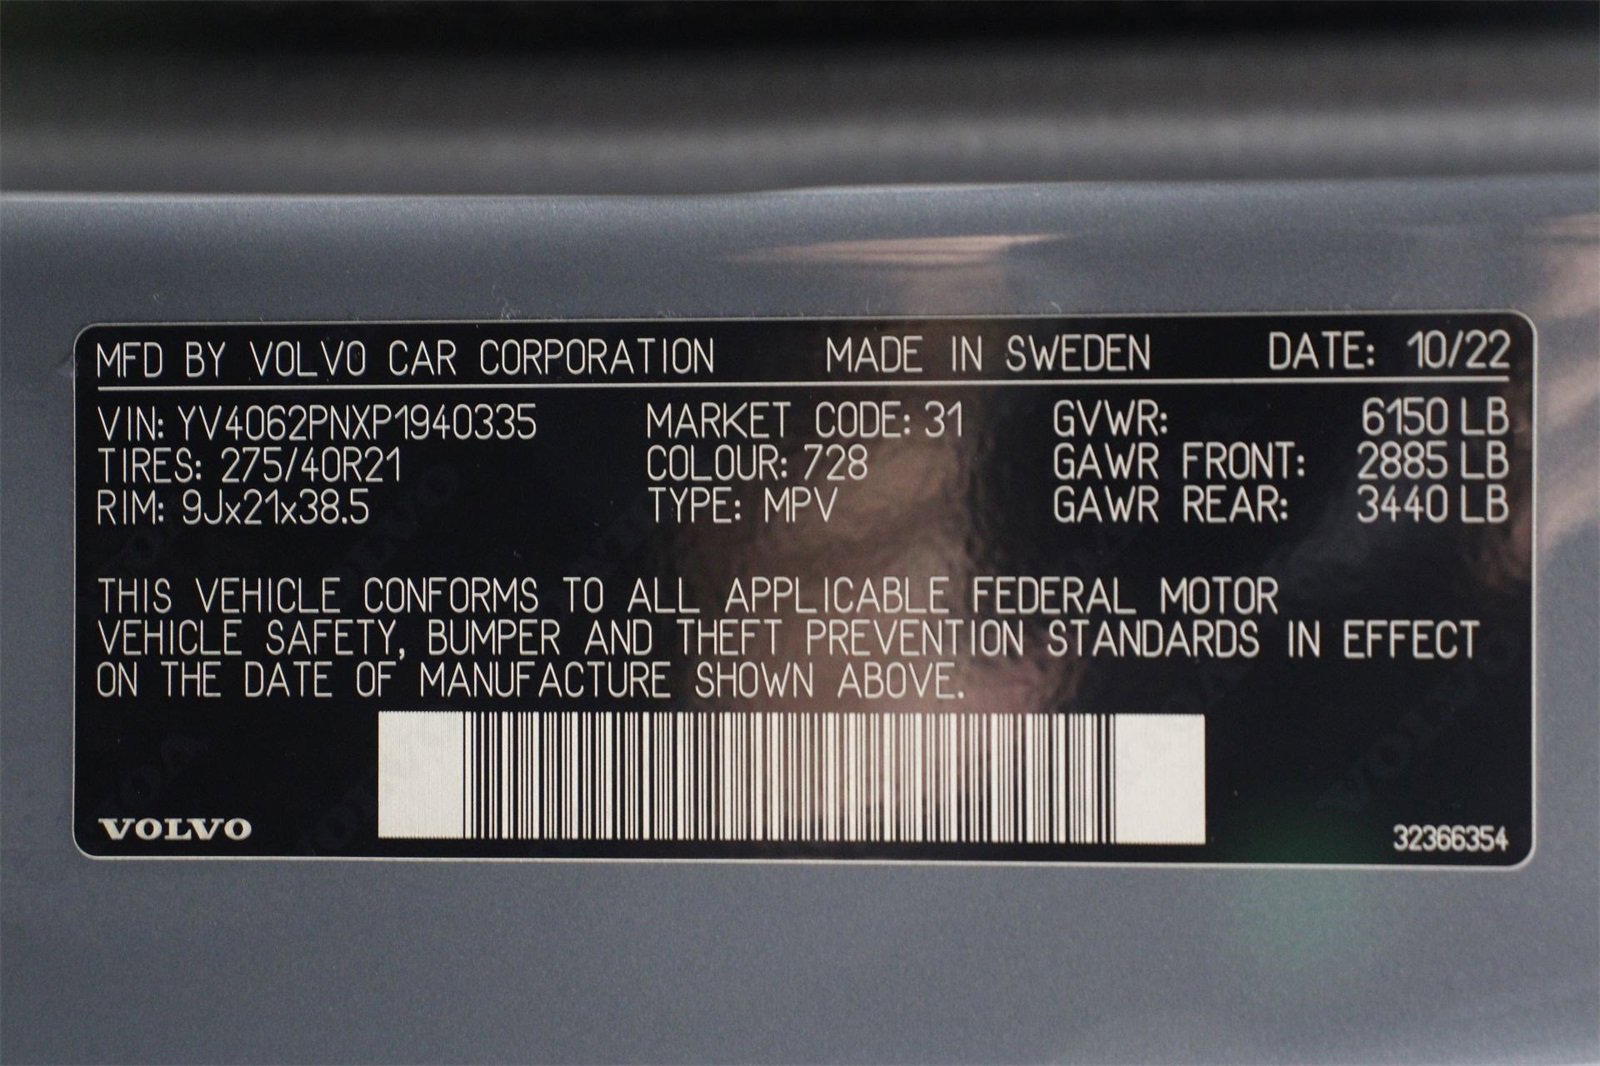 MFD BY VOLVO CAR CORPORATION MADE IN SWEDEN DATE: 10/22
VIN: YV4062PNXP1940335 MARKET CODE: 31 GVWR: 6150 LB
TIRES: 275/40R21 COLOUR: 728 GAWR FRONT: 2885 LB
RIM: 9Jx21x38.5 TYPE: MPV GAWR REAR: 3440 LB
THIS VEHICLE CONFORMS TO ALL APPLICABLE FEDERAL MOTOR
VEHICLE SAFETY, BUMPER AND THEFT PREVENTION STANDARDS IN EFFECT
ON THE DATE OF MANUFACTURE SHOWN ABOVE.
VOLVO 32366354